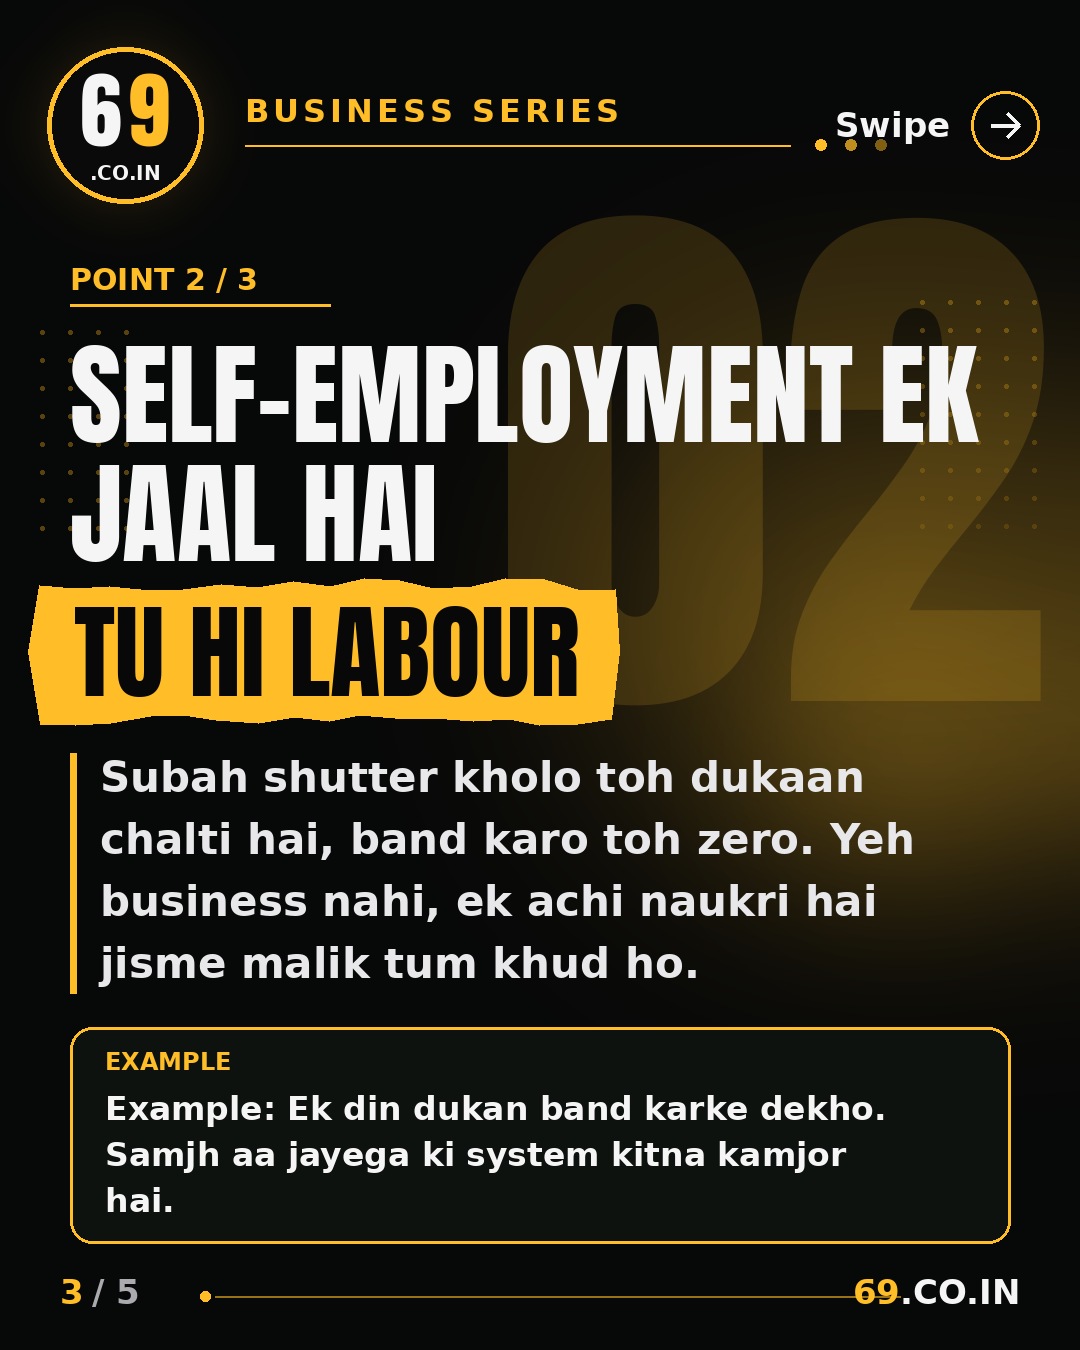 69
.CO.IN
BUSINESS SERIES
Swipe
02
POINT 2 / 3
SELF-EMPLOYMENT EK
JAAL HAI
TU HI LABOUR
Subah shutter kholo toh dukaan
chalti hai, band karo toh zero. Yeh
business nahi, ek achi naukri hai
jisme malik tum khud ho.
EXAMPLE
Example: Ek din dukan band karke dekho.
Samjh aa jayega ki system kitna kamjor
hai.
3 / 5
69.CO.IN